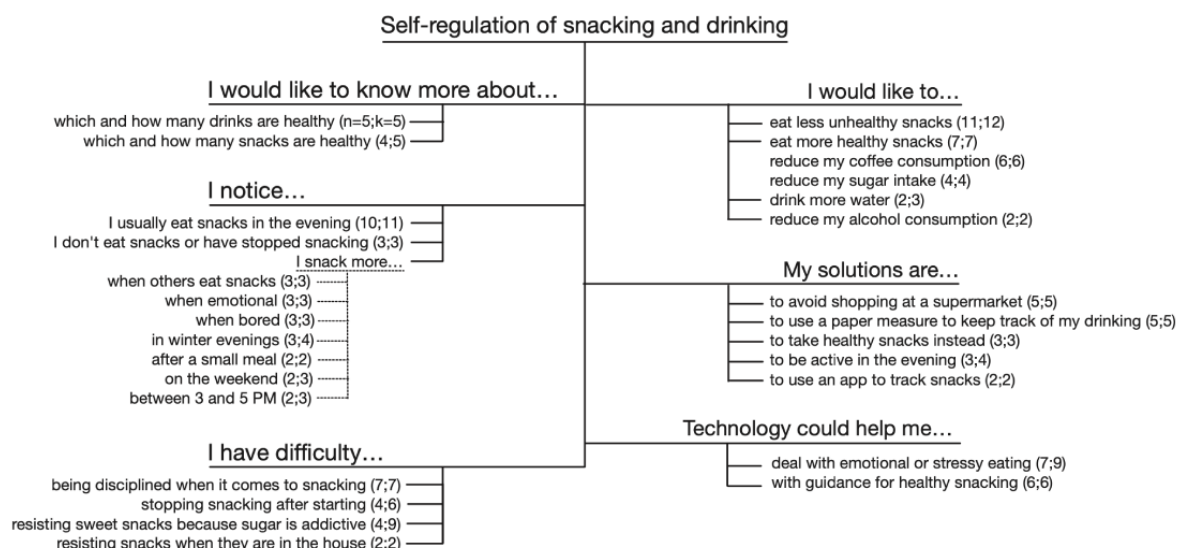 Self-regulation of snacking and drinking
I would like to know more about...
which and how many drinks are healthy (n=5;k=5)
which and how many snacks are healthy (4;5)
I notice...
I usually eat snacks in the evening (10;11)
I don't eat snacks or have stopped snacking (3;3)
I snack more...
when others eat snacks (3;3)
when emotional (3;3)
when bored (3;3)
in winter evenings (3;4)
after a small meal (2;2)
on the weekend (2;3)
between 3 and 5 PM (2;3)
I have difficulty...
being disciplined when it comes to snacking (7;7)
stopping snacking after starting (4;6)
resisting sweet snacks because sugar is addictive (4;9)
resisting snacks when they are in the house (2;2)
I would like to...
eat less unhealthy snacks (11;12)
eat more healthy snacks (7;7)
reduce my coffee consumption (6;6)
reduce my sugar intake (4;4)
drink more water (2;3)
reduce my alcohol consumption (2;2)
My solutions are...
to avoid shopping at a supermarket (5;5)
to use a paper measure to keep track of my drinking (5;5)
to take healthy snacks instead (3;3)
to be active in the evening (3;4)
to use an app to track snacks (2;2)
Technology could help me...
deal with emotional or stressy eating (7;9)
with guidance for healthy snacking (6;6)